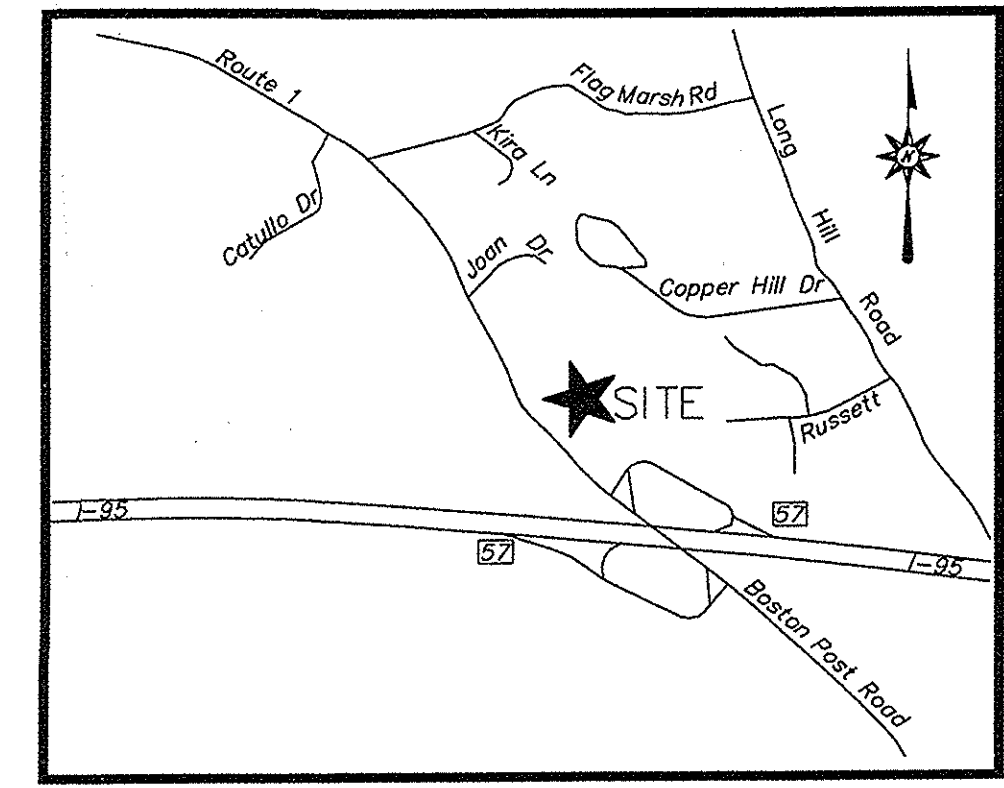 Route 1
Flag Marsh Rd
Long Hill Road
Kira Ln
N
Catullo Dr
Joan Dr
Copper Hill Dr
SITE
Russett
I-95
57
57
I-95
Boston Post Road